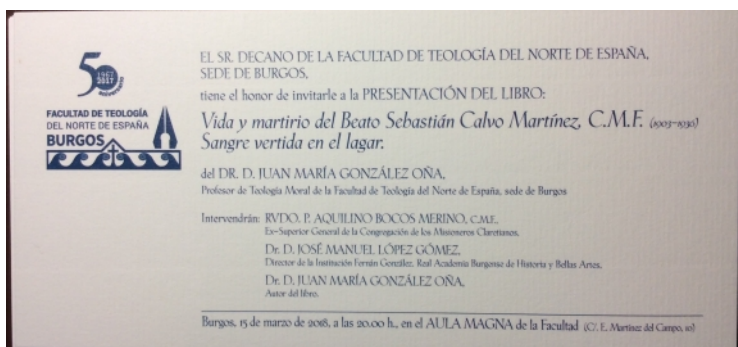 50
1967
2017
ANIVERSARIO
FACULTAD DE TEOLOGÍA
DEL NORTE DE ESPAÑA
BURGOS
EL SR. DECANO DE LA FACULTAD DE TEOLOGÍA DEL NORTE DE ESPAÑA,
SEDE DE BURGOS,
tiene el honor de invitarle a la PRESENTACIÓN DEL LIBRO:
Vida y martirio del Beato Sebastián Calvo Martínez, C.M.F. (1903-1936)
Sangre vertida en el lagar.
del DR. D. JUAN MARÍA GONZÁLEZ OÑA,
Profesor de Teología Moral de la Facultad de Teología del Norte de España, sede de Burgos
Intervendrán: RVDO. P. AQUILINO BOCOS MERINO, C.M.F.,
Ex-Superior General de la Congregación de los Misioneros Claretianos,
Dr. D. JOSÉ MANUEL LÓPEZ GÓMEZ,
Director de la Institución Fernán González, Real Academia Burgense de Historia y Bellas Artes,
Dr. D. JUAN MARÍA GONZÁLEZ OÑA,
Autor del libro.
Burgos, 15 de marzo de 2018, a las 20.00 h., en el AULA MAGNA de la Facultad (C/. E. Martínez del Campo, 10)